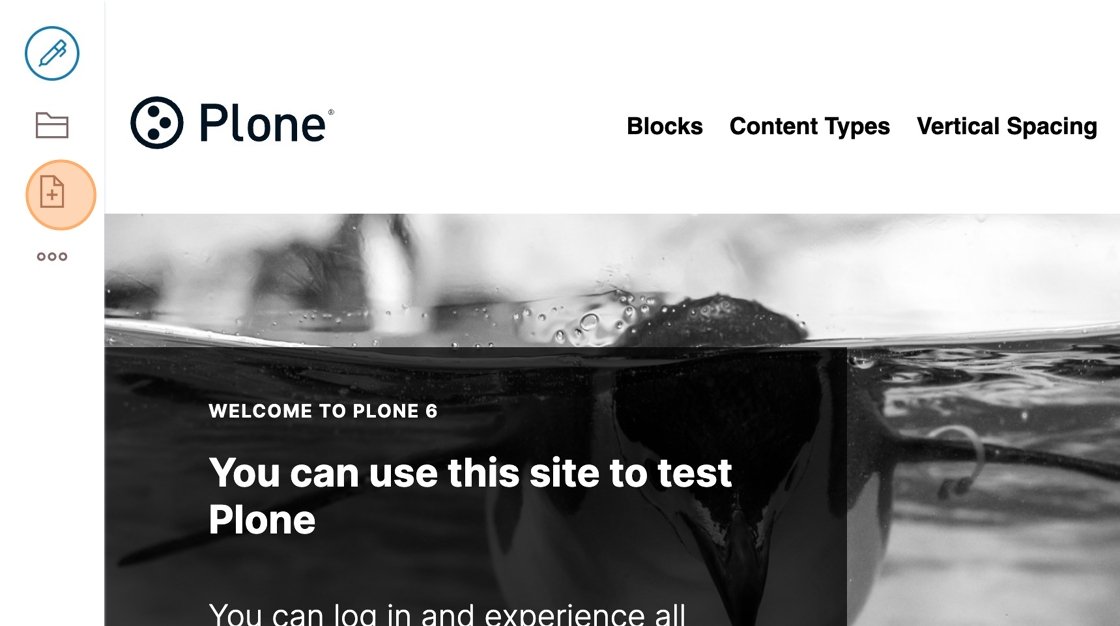 Plone®
Blocks Content Types Vertical Spacing
WELCOME TO PLONE 6
You can use this site to test
Plone
You can log in and experience all